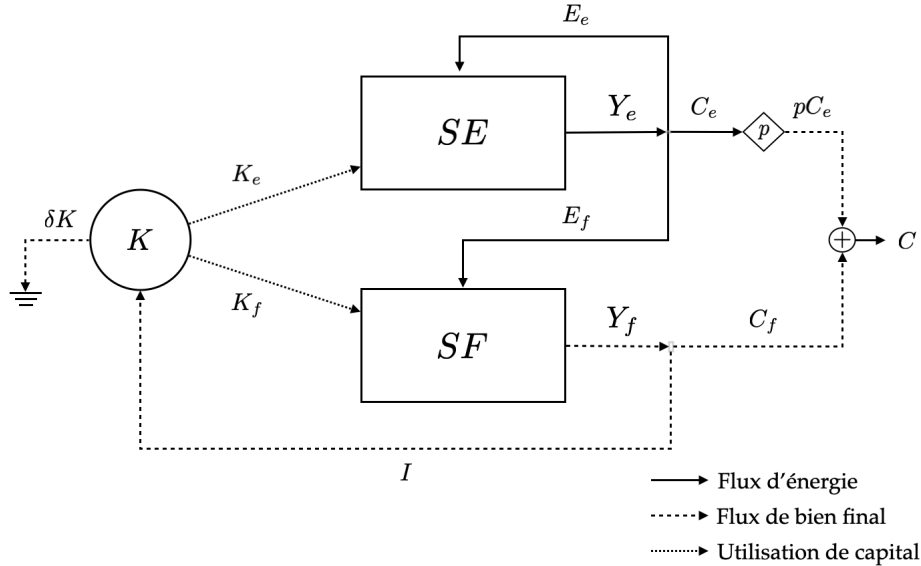 E_e
SE
Y_e
C_e
p
pC_e
K_e
δK
K
E_f
C
K_f
SF
Y_f
C_f
I
Flux d'énergie
Flux de bien final
Utilisation de capital